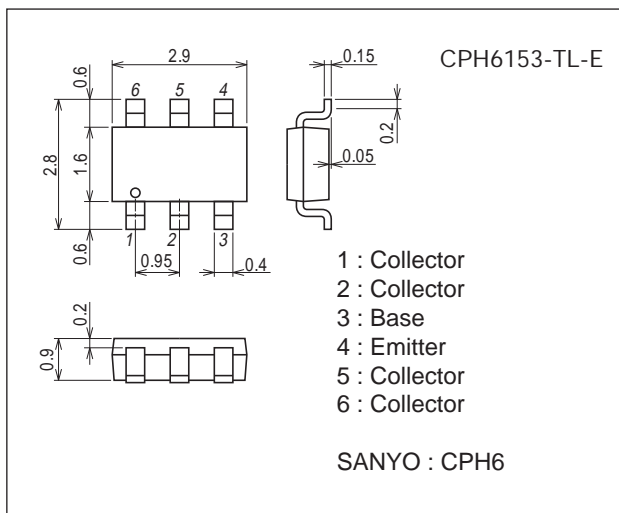 CPH6153-TL-E
2.9
0.15
0.6
6 5 4
0.2
2.8
1.6
0.05
0.6
1 2 3
0.95
0.4
0.2
0.9
1 : Collector
2 : Collector
3 : Base
4 : Emitter
5 : Collector
6 : Collector
SANYO : CPH6